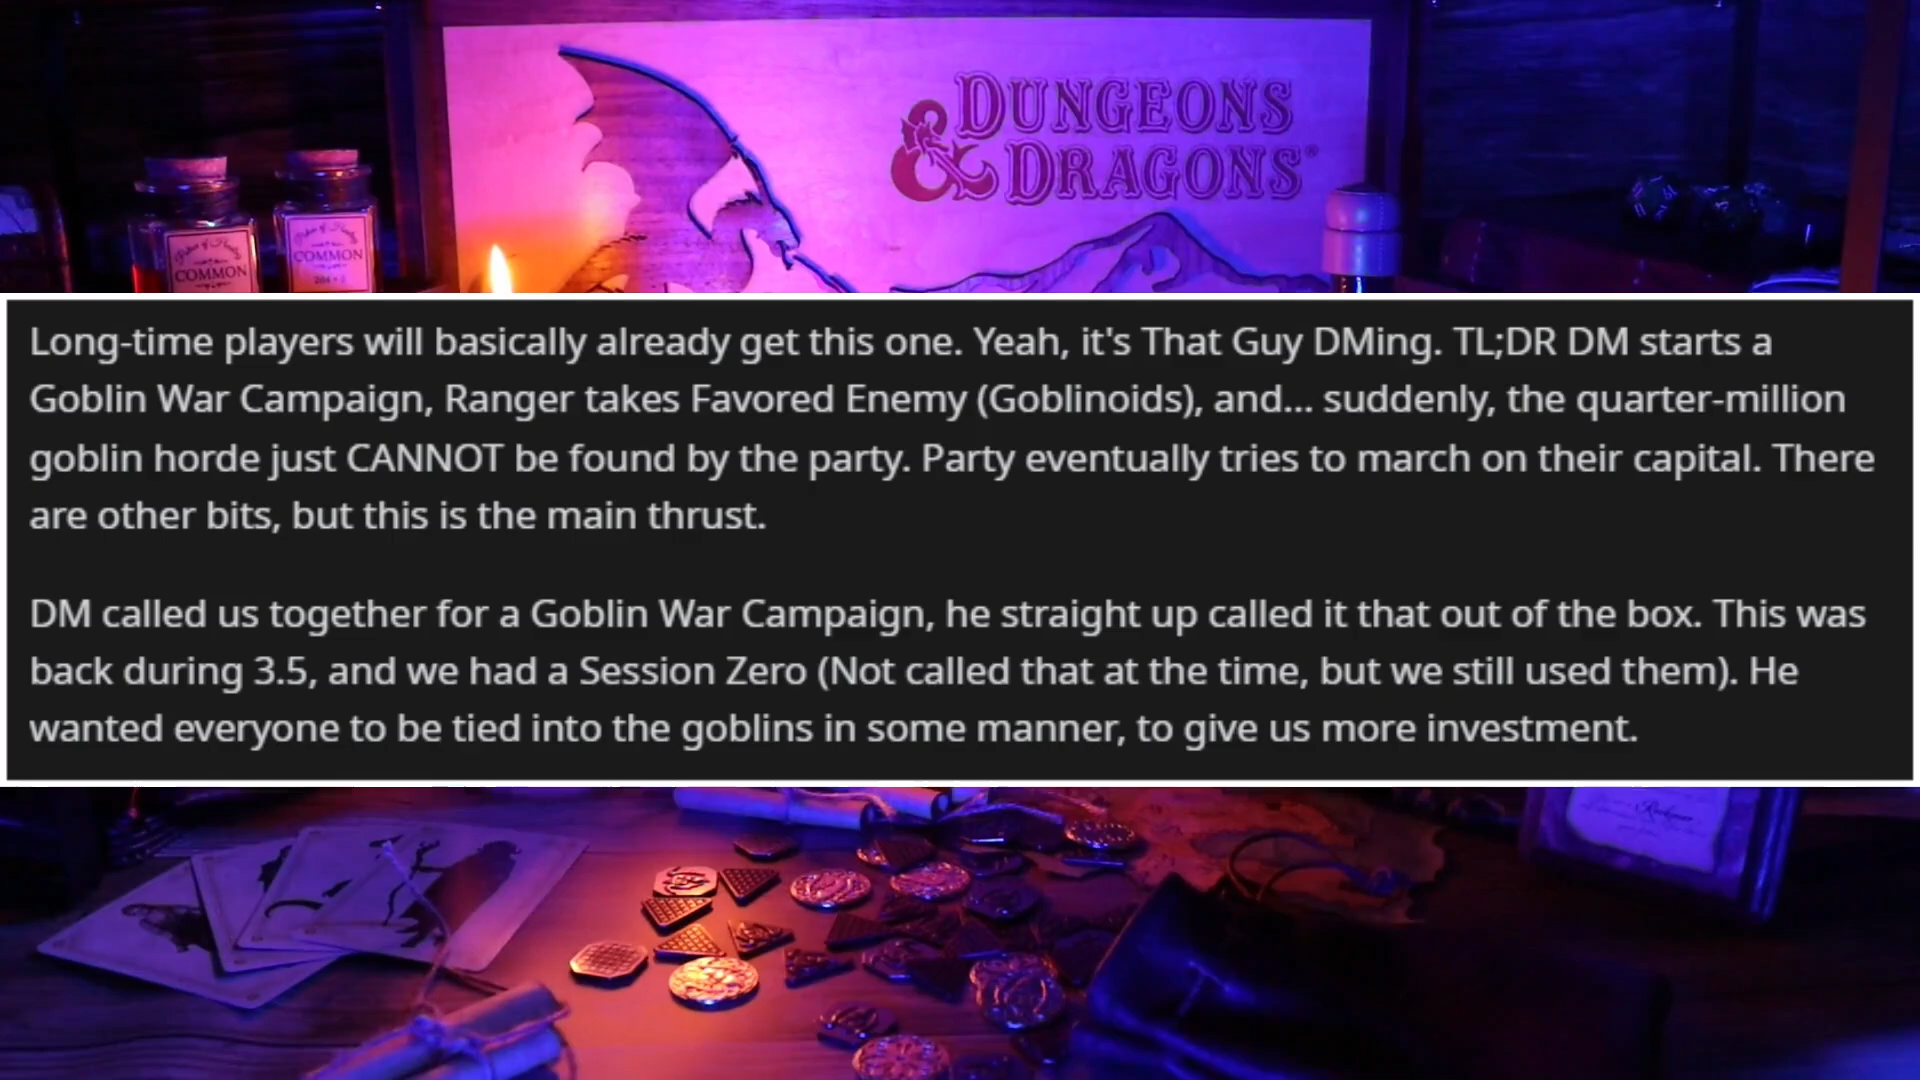 DUNGEONS
& DRAGONS®
COMMON
COMMON
Long-time players will basically already get this one. Yeah, it's That Guy DMing. TL;DR DM starts a
Goblin War Campaign, Ranger takes Favored Enemy (Goblinoids), and... suddenly, the quarter-million
goblin horde just CANNOT be found by the party. Party eventually tries to march on their capital. There
are other bits, but this is the main thrust.
DM called us together for a Goblin War Campaign, he straight up called it that out of the box. This was
back during 3.5, and we had a Session Zero (Not called that at the time, but we still used them). He
wanted everyone to be tied into the goblins in some manner, to give us more investment.